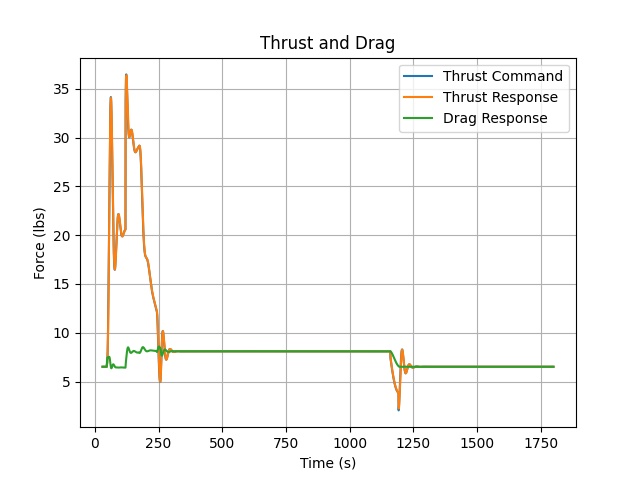 Thrust and Drag
Thrust Command
Thrust Response
Drag Response
Force (lbs)
35
30
25
20
15
10
5
0 250 500 750 1000 1250 1500 1750
Time (s)